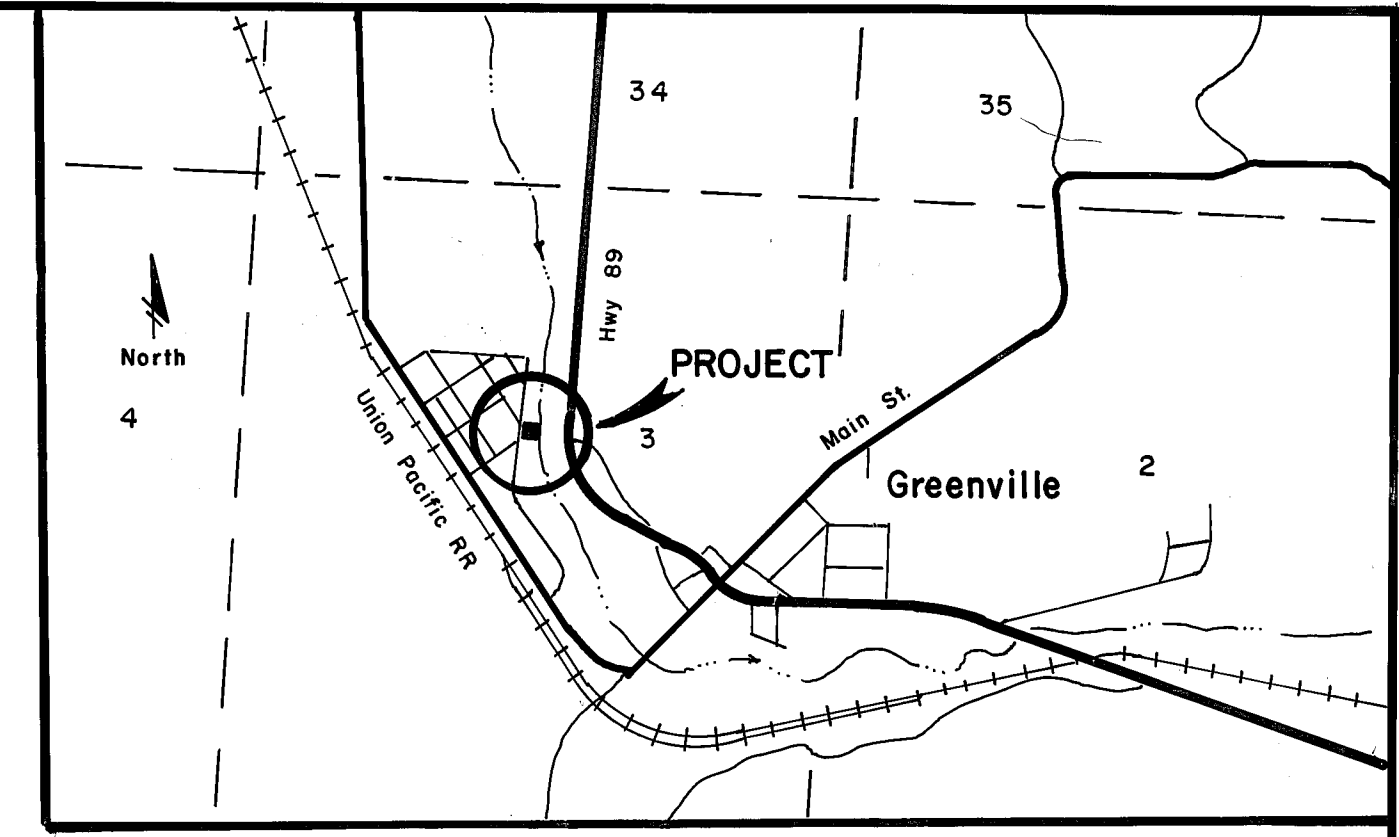 34
35
Hwy 89
North
PROJECT
4
3
Main St.
Union Pacific RR
Greenville
2